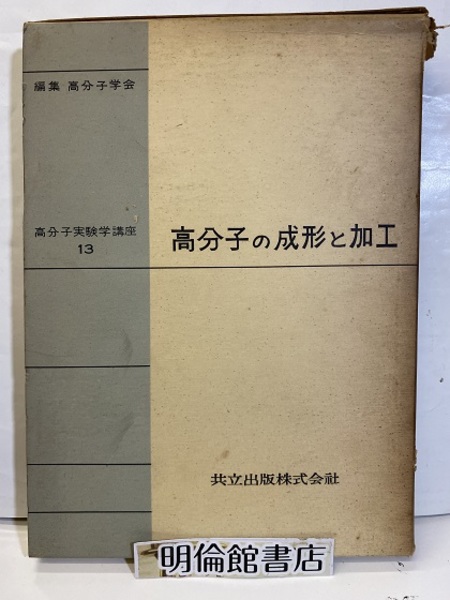 編集 高分子学会
高分子実験学講座
13
高分子の成形と加工
共立出版株式会社
明倫館書店